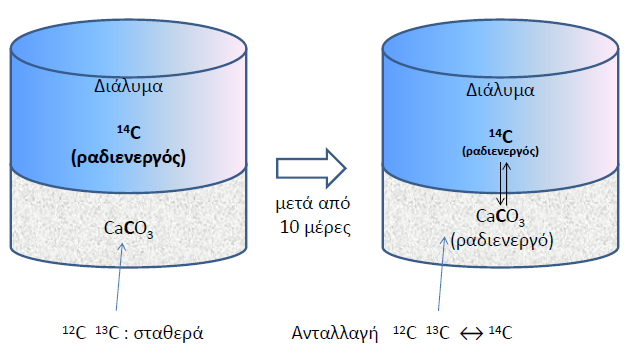 Διάλυμα
¹⁴C
(ραδιενεργός)
CaCO₃
¹²C ¹³C : σταθερά
μετά από
10 μέρες
Διάλυμα
¹⁴C
(ραδιενεργός)
CaCO₃
(ραδιενεργό)
Ανταλλαγή ¹²C ¹³C ↔ ¹⁴C